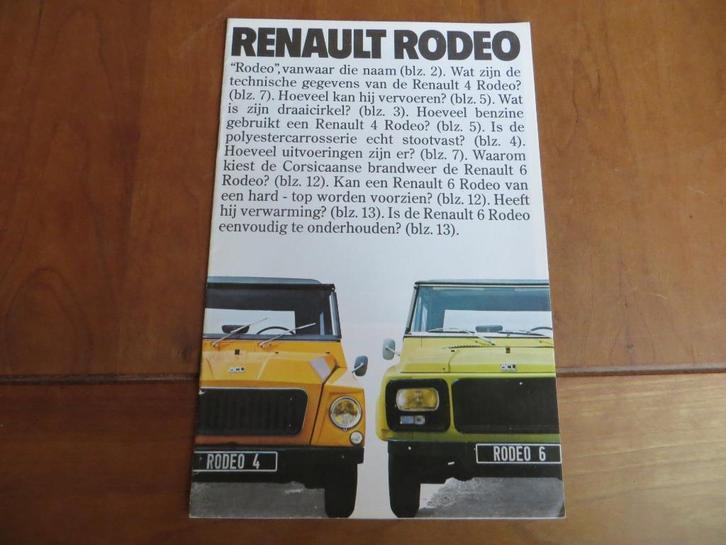 RENAULT RODEO
“Rodeo”, vanwaar die naam (blz. 2). Wat zijn de
technische gegevens van de Renault 4 Rodeo?
(blz. 7). Hoeveel kan hij vervoeren? (blz. 5). Wat
is zijn draaicirkel? (blz. 3). Hoeveel benzine
gebruikt een Renault 4 Rodeo? (blz. 5). Is de
polyestercarrosserie echt stootvast? (blz. 4).
Hoeveel uitvoeringen zijn er? (blz. 7). Waarom
kiest de Corsicaanse brandweer de Renault 6
Rodeo? (blz. 12). Kan een Renault 6 Rodeo van
een hard - top worden voorzien? (blz. 12). Heeft
hij verwarming? (blz. 13). Is de Renault 6 Rodeo
eenvoudig te onderhouden? (blz. 13).
ACL
ACL
RODEO 4
RODEO 6